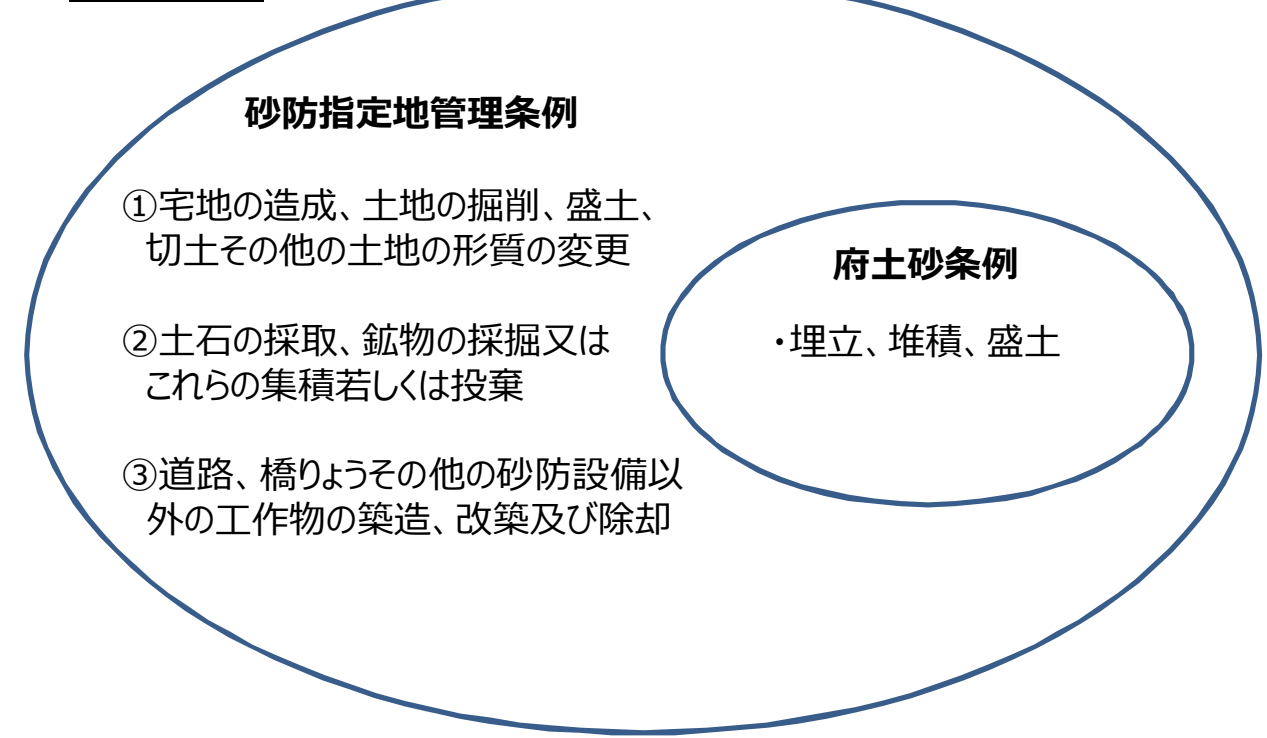 砂防指定地管理条例
①宅地の造成、土地の掘削、盛土、
切土その他の土地の形質の変更
②土石の採取、鉱物の採掘又は
これらの集積若しくは投棄
③道路、橋りょうその他の砂防設備以
外の工作物の築造、改築及び除却
府土砂条例
・埋立、堆積、盛土